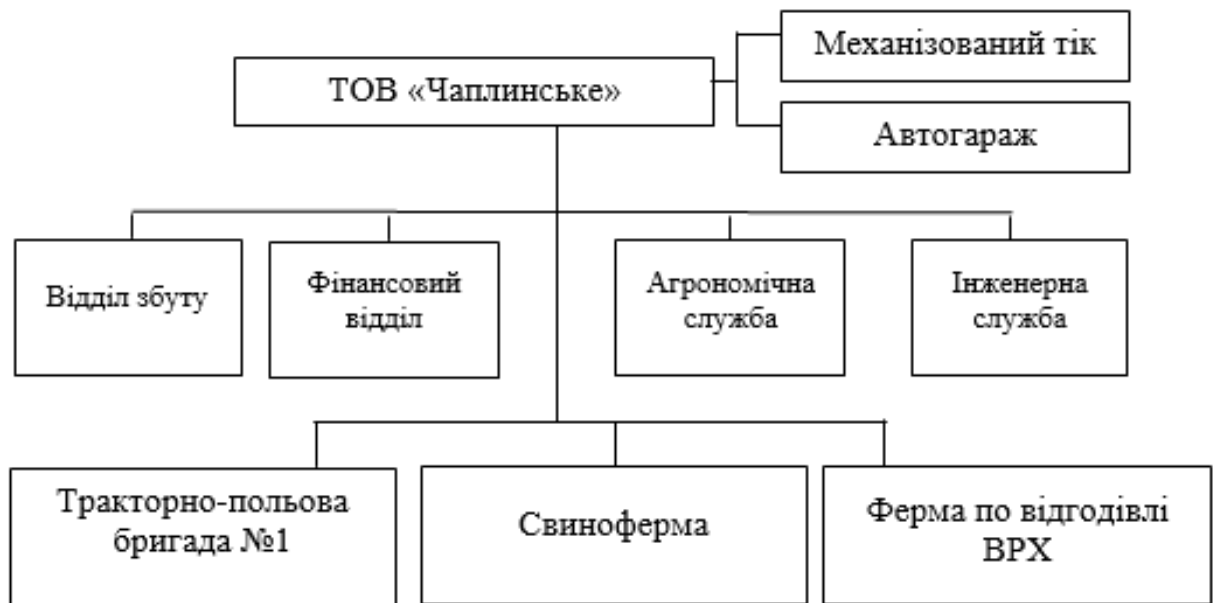 Механізований тік
ТОВ «Чаплинське»
Автогараж
Відділ збуту
Фінансовий
відділ
Агрономічна
служба
Інженерна
служба
Тракторно-польова
бригада №1
Свиноферма
Ферма по відгодівлі
ВРХ